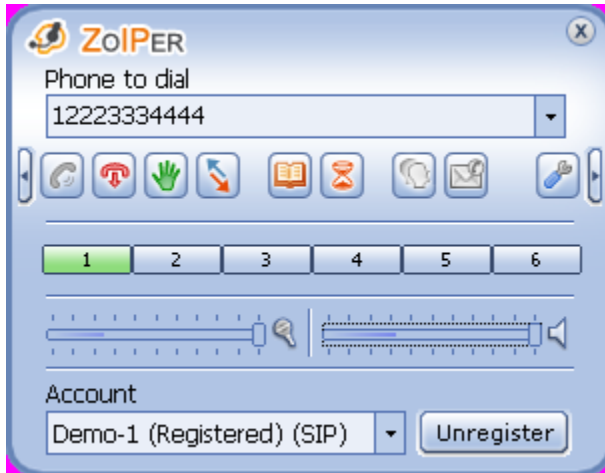 ZoIPER
Phone to dial
12223334444
1 2 3 4 5 6
Account
Demo-1 (Registered) (SIP) Unregister